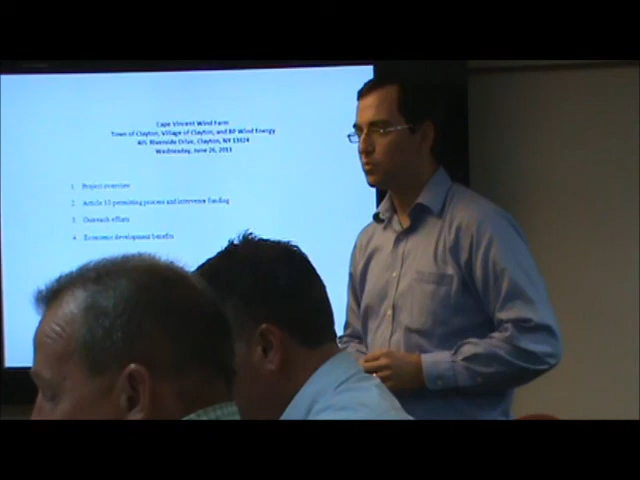 Cape Vincent Wind Farm
Town of Clayton, Village of Clayton, and BP Wind Energy
405 Riverside Drive, Clayton, NY 13624
Wednesday, June 26, 2013
1. Project overview
2. Article 10 permitting process and intervenor funding
3. Outreach efforts
4. Economic development benefits